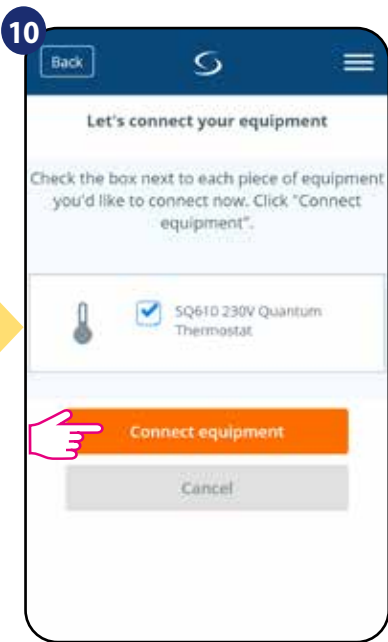 10
Back
Let's connect your equipment
Check the box next to each piece of equipment
you'd like to connect now. Click "Connect
equipment".
SQ610 230V Quantum
Thermostat
Connect equipment
Cancel